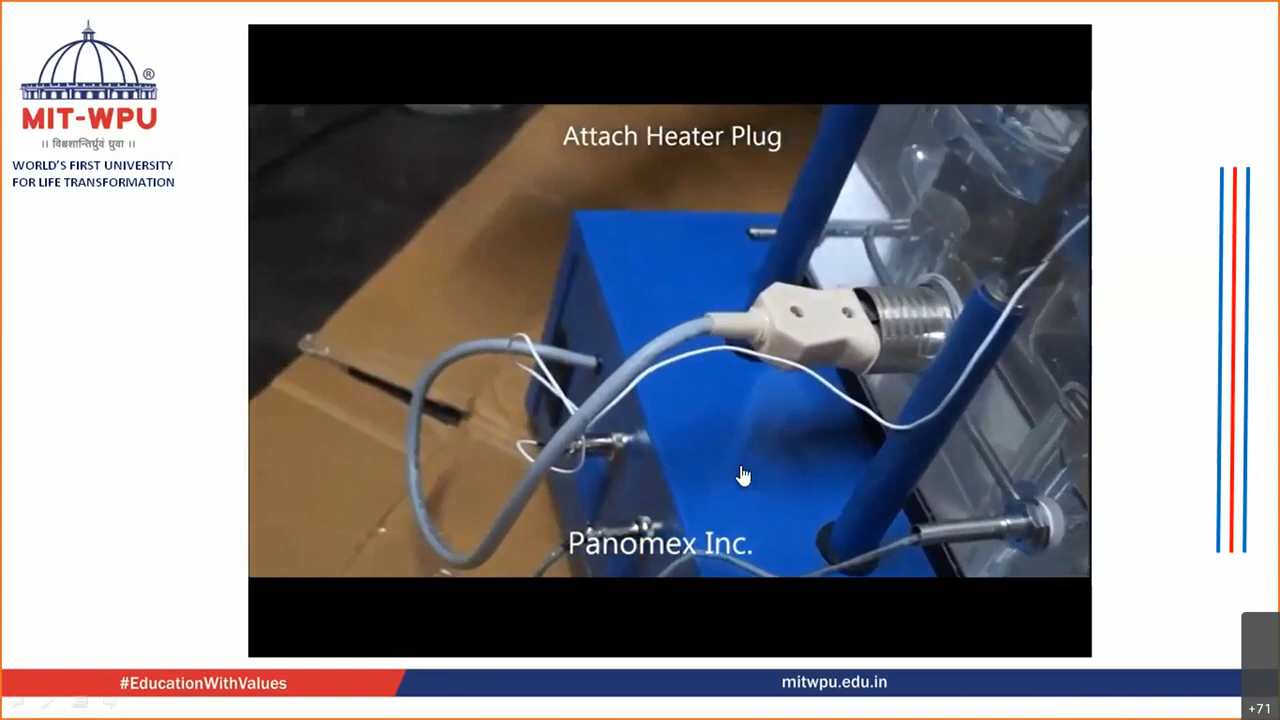 ®
MIT-WPU
॥ विश्वशान्तिर्ध्रुवं ध्रुवा ॥
WORLD'S FIRST UNIVERSITY
FOR LIFE TRANSFORMATION
Attach Heater Plug
Panomex Inc.
#EducationWithValues
mitwpu.edu.in
+71